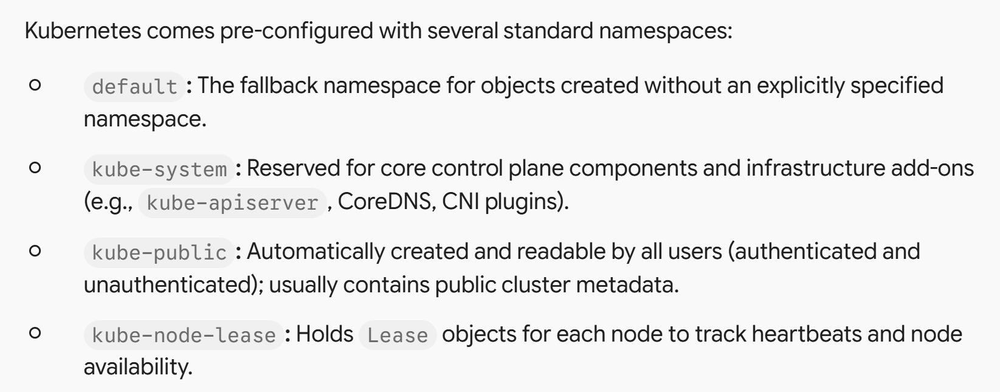 Kubernetes comes pre-configured with several standard namespaces:
default: The fallback namespace for objects created without an explicitly specified
namespace.
kube-system: Reserved for core control plane components and infrastructure add-ons
(e.g., kube-apiserver, CoreDNS, CNI plugins).
kube-public: Automatically created and readable by all users (authenticated and
unauthenticated); usually contains public cluster metadata.
kube-node-lease: Holds Lease objects for each node to track heartbeats and node
availability.